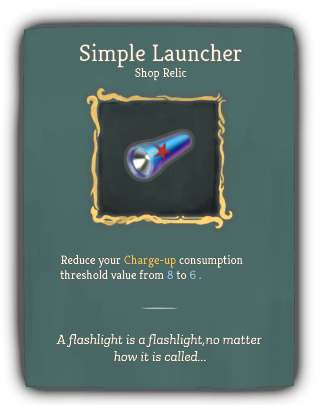 Simple Launcher
Shop Relic
Reduce your Charge-up consumption
threshold value from 8 to 6 .
A flashlight is a flashlight,no matter
how it is called...